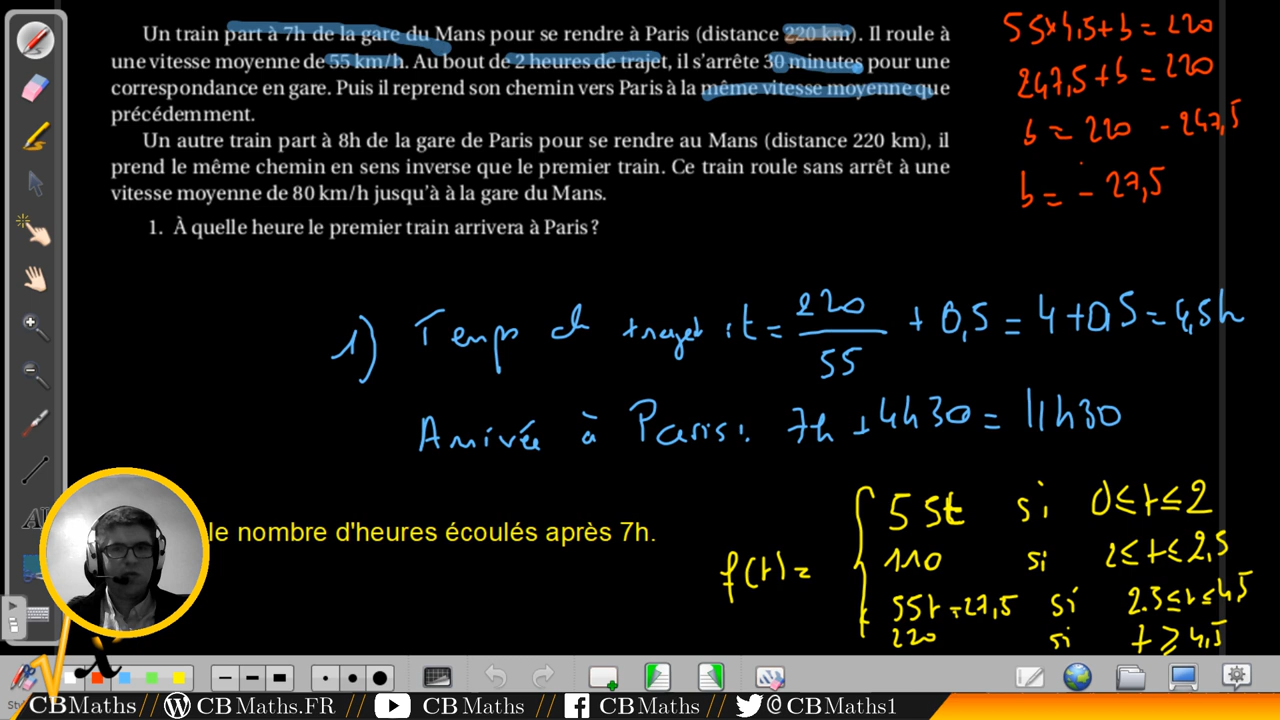 Un train part à 7h de la gare du Mans pour se rendre à Paris (distance 220 km). Il roule à
une vitesse moyenne de 55 km/h. Au bout de 2 heures de trajet, il s'arrête 30 minutes pour une
correspondance en gare. Puis il reprend son chemin vers Paris à la même vitesse moyenne que
précédemment.
Un autre train part à 8h de la gare de Paris pour se rendre au Mans (distance 220 km), il
prend le même chemin en sens inverse que le premier train. Ce train roule sans arrêt à une
vitesse moyenne de 80 km/h jusqu'à à la gare du Mans.
1. À quelle heure le premier train arrivera à Paris ?
55×4,5+b = 220
247,5+b = 220
b = 220 - 247,5
b = - 27,5
1) Temps de trajet : t = 220/55 + 0,5 = 4+0,5 = 4,5h
Arrivée à Paris : 7h + 4h30 = 11h30
le nombre d'heures écoulés après 7h.
f(t) =
55t si 0≤t≤2
110 si 2≤t≤2,5
55t-27,5 si 2.5≤t≤4,5
220 si t≥4,5
CBMaths CBMaths.FR CBMaths CBMaths @CBMaths1